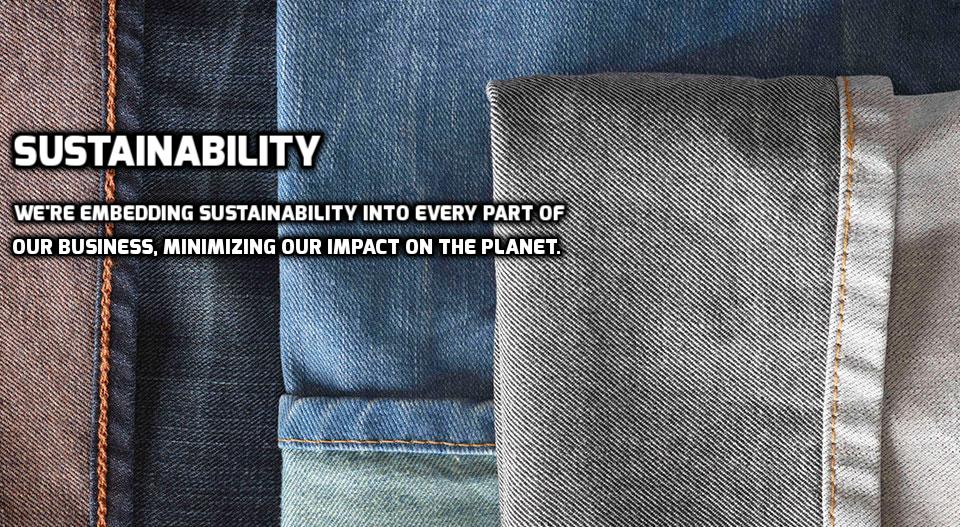 SUSTAINABILITY
WE'RE EMBEDDING SUSTAINABILITY INTO EVERY PART OF
OUR BUSINESS, MINIMIZING OUR IMPACT ON THE PLANET.